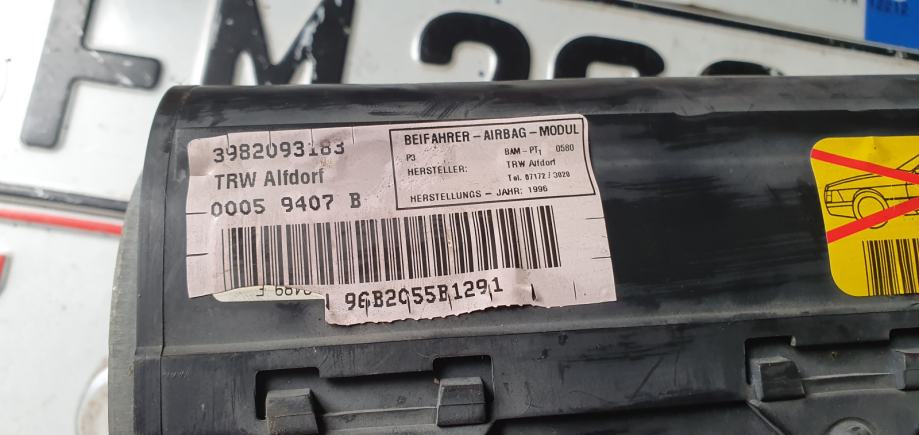 3982093183
TRW Alfdorf
0005 9407 B
BEIFAHRER-AIRBAG-MODUL
P3 BAM-PT1 0580
HERSTELLER: TRW Alfdorf
Tel. 07172/3020
HERSTELLUNGS-JAHR: 1996
96B2055B1291